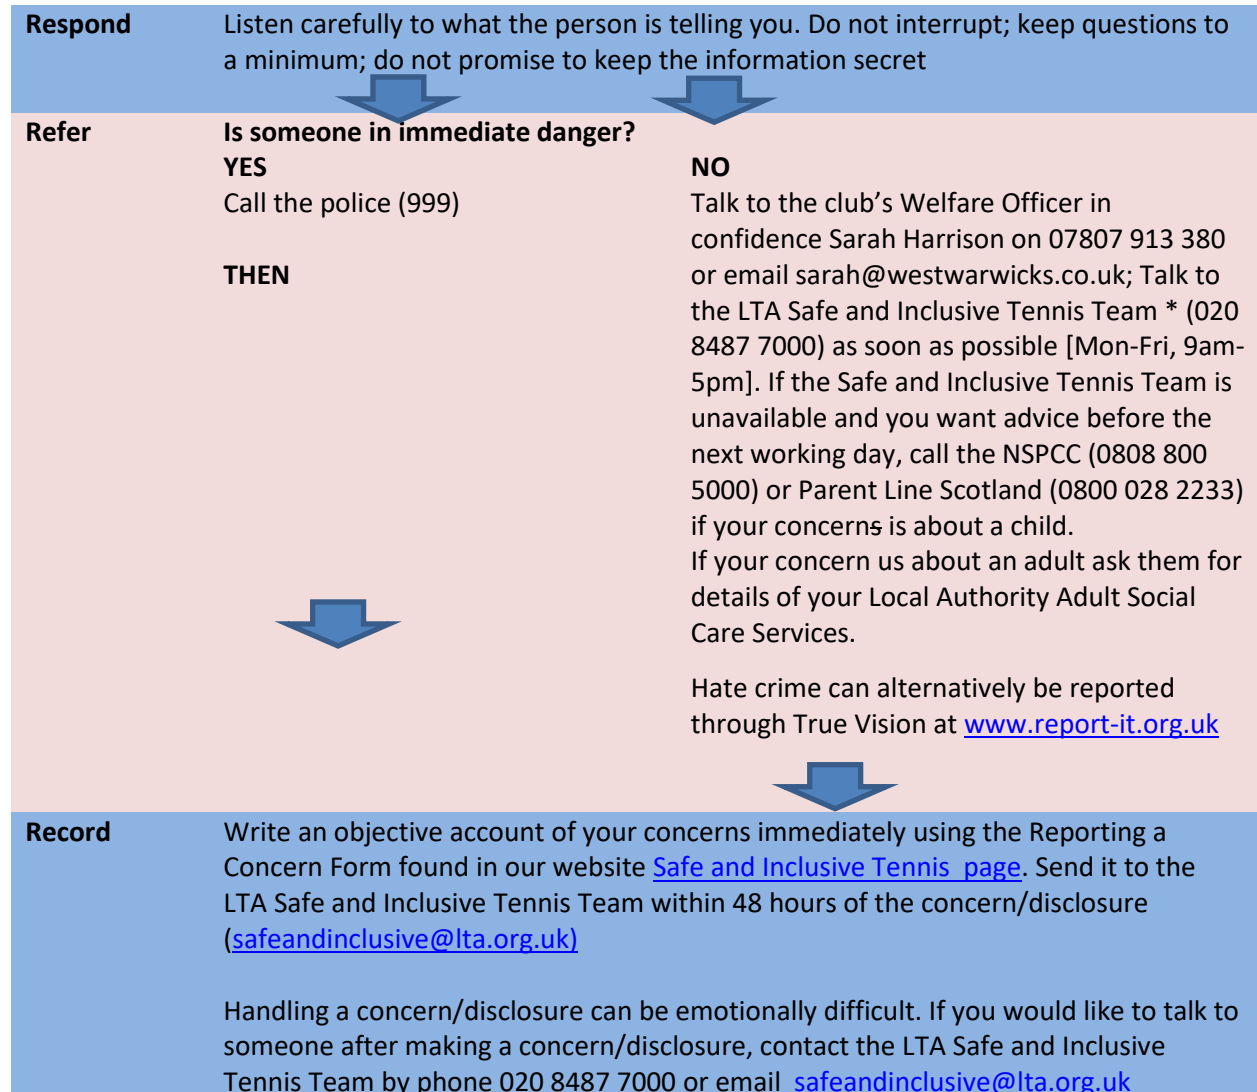 Respond
Listen carefully to what the person is telling you. Do not interrupt; keep questions to
a minimum; do not promise to keep the information secret
Refer
Is someone in immediate danger?
YES
Call the police (999)
THEN
NO
Talk to the club’s Welfare Officer in
confidence Sarah Harrison on 07807 913 380
or email sarah@westwarwicks.co.uk; Talk to
the LTA Safe and Inclusive Tennis Team * (020
8487 7000) as soon as possible [Mon-Fri, 9am-
5pm]. If the Safe and Inclusive Tennis Team is
unavailable and you want advice before the
next working day, call the NSPCC (0808 800
5000) or Parent Line Scotland (0800 028 2233)
if your concerns is about a child.
If your concern us about an adult ask them for
details of your Local Authority Adult Social
Care Services.
Hate crime can alternatively be reported
through True Vision at www.report-it.org.uk
Record
Write an objective account of your concerns immediately using the Reporting a
Concern Form found in our website Safe and Inclusive Tennis  page. Send it to the
LTA Safe and Inclusive Tennis Team within 48 hours of the concern/disclosure
(safeandinclusive@lta.org.uk)
Handling a concern/disclosure can be emotionally difficult. If you would like to talk to
someone after making a concern/disclosure, contact the LTA Safe and Inclusive
Tennis Team by phone 020 8487 7000 or email  safeandinclusive@lta.org.uk